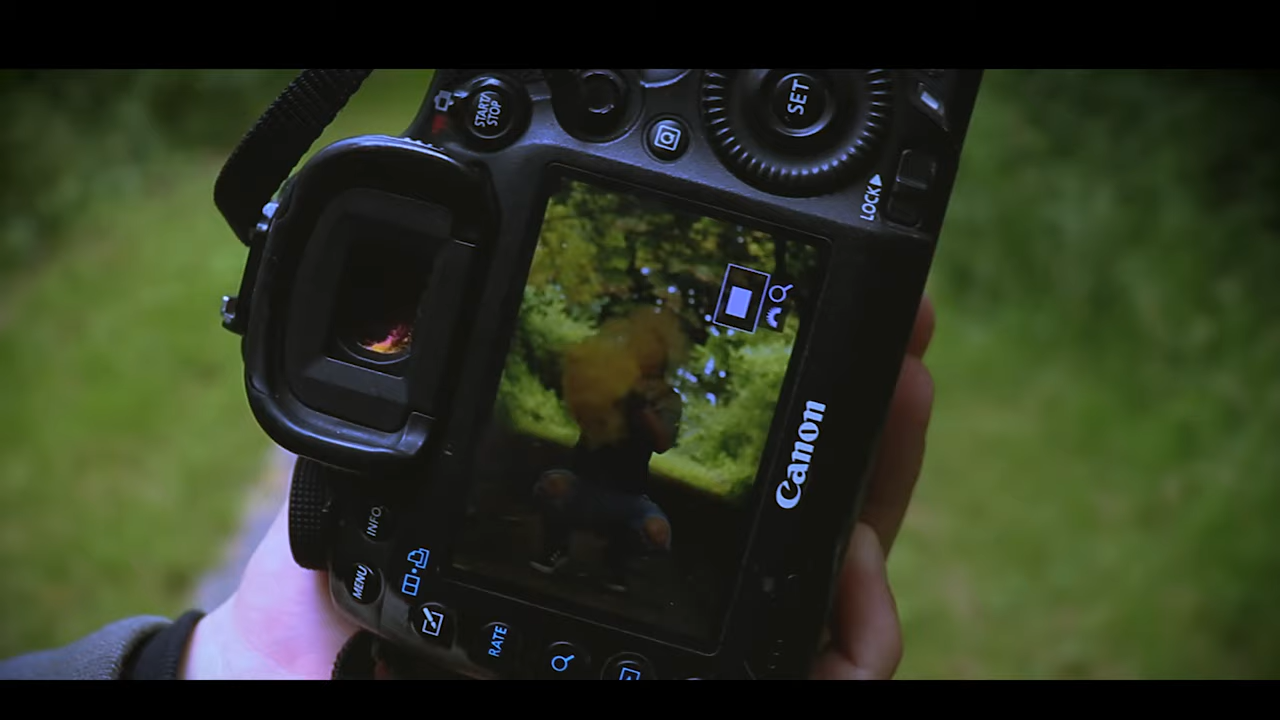 START/
STOP
Q
SET
LOCK▶
Canon
INFO.
MENU
RATE